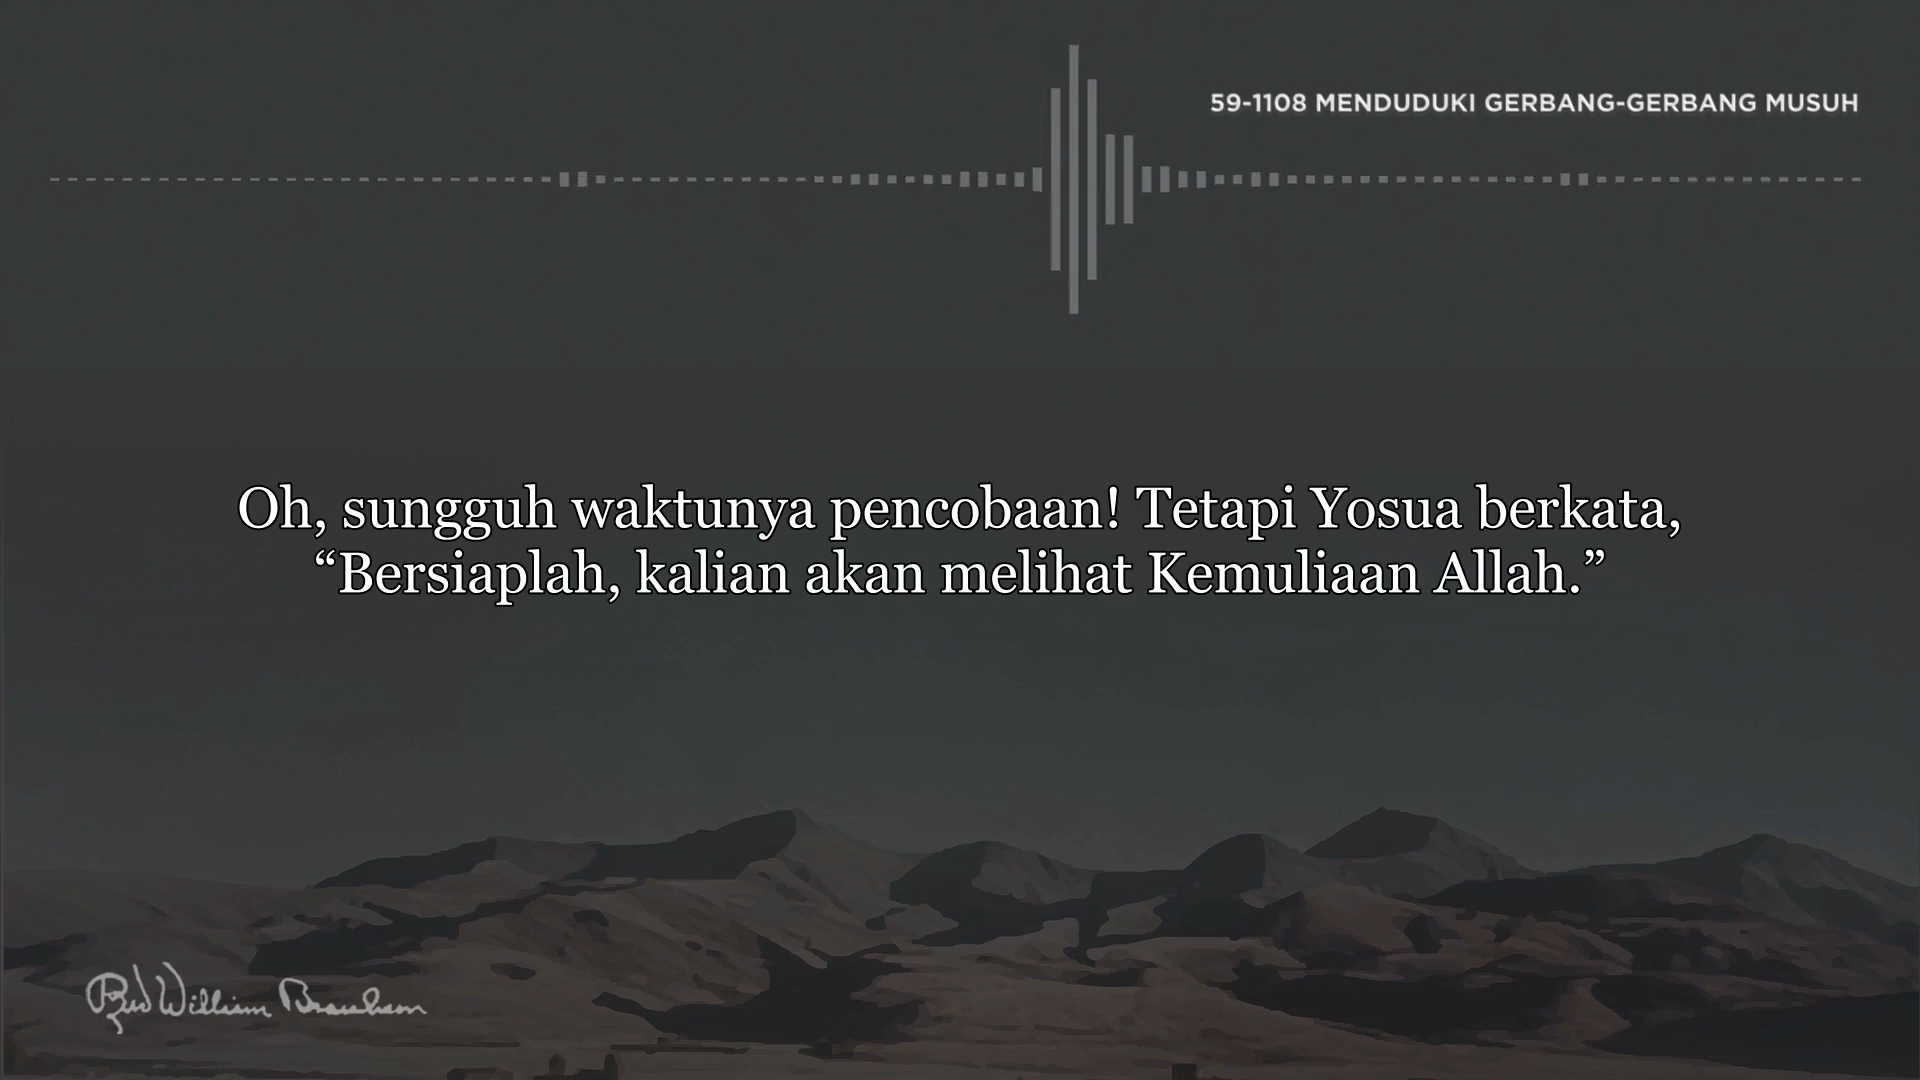 59-1108 MENDUDUKI GERBANG-GERBANG MUSUH
Oh, sungguh waktunya pencobaan! Tetapi Yosua berkata,
“Bersiaplah, kalian akan melihat Kemuliaan Allah.”
Rev William Branham